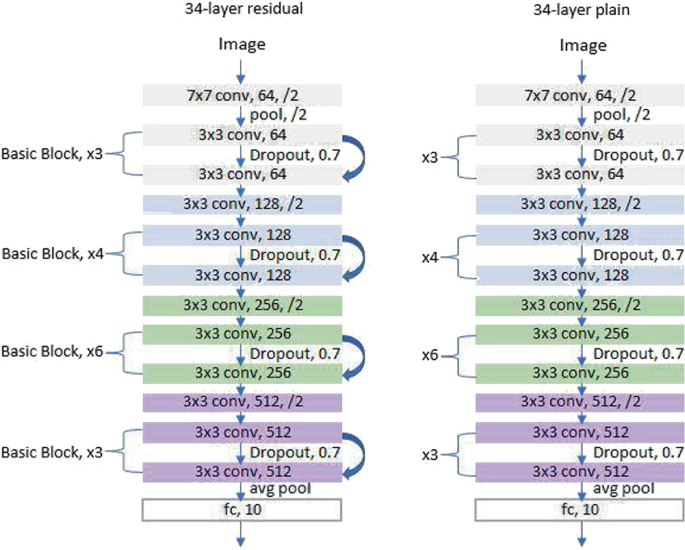 34-layer residual
Image
7x7 conv, 64, /2
pool, /2
3x3 conv, 64
Basic Block, x3
Dropout, 0.7
3x3 conv, 64
3x3 conv, 128, /2
3x3 conv, 128
Basic Block, x4
Dropout, 0.7
3x3 conv, 128
3x3 conv, 256, /2
3x3 conv, 256
Basic Block, x6
Dropout, 0.7
3x3 conv, 256
3x3 conv, 512, /2
3x3 conv, 512
Basic Block, x3
Dropout, 0.7
3x3 conv, 512
avg pool
fc, 10
34-layer plain
Image
7x7 conv, 64, /2
pool, /2
3x3 conv, 64
x3
Dropout, 0.7
3x3 conv, 64
3x3 conv, 128, /2
3x3 conv, 128
x4
Dropout, 0.7
3x3 conv, 128
3x3 conv, 256, /2
3x3 conv, 256
x6
Dropout, 0.7
3x3 conv, 256
3x3 conv, 512, /2
3x3 conv, 512
x3
Dropout, 0.7
3x3 conv, 512
avg pool
fc, 10